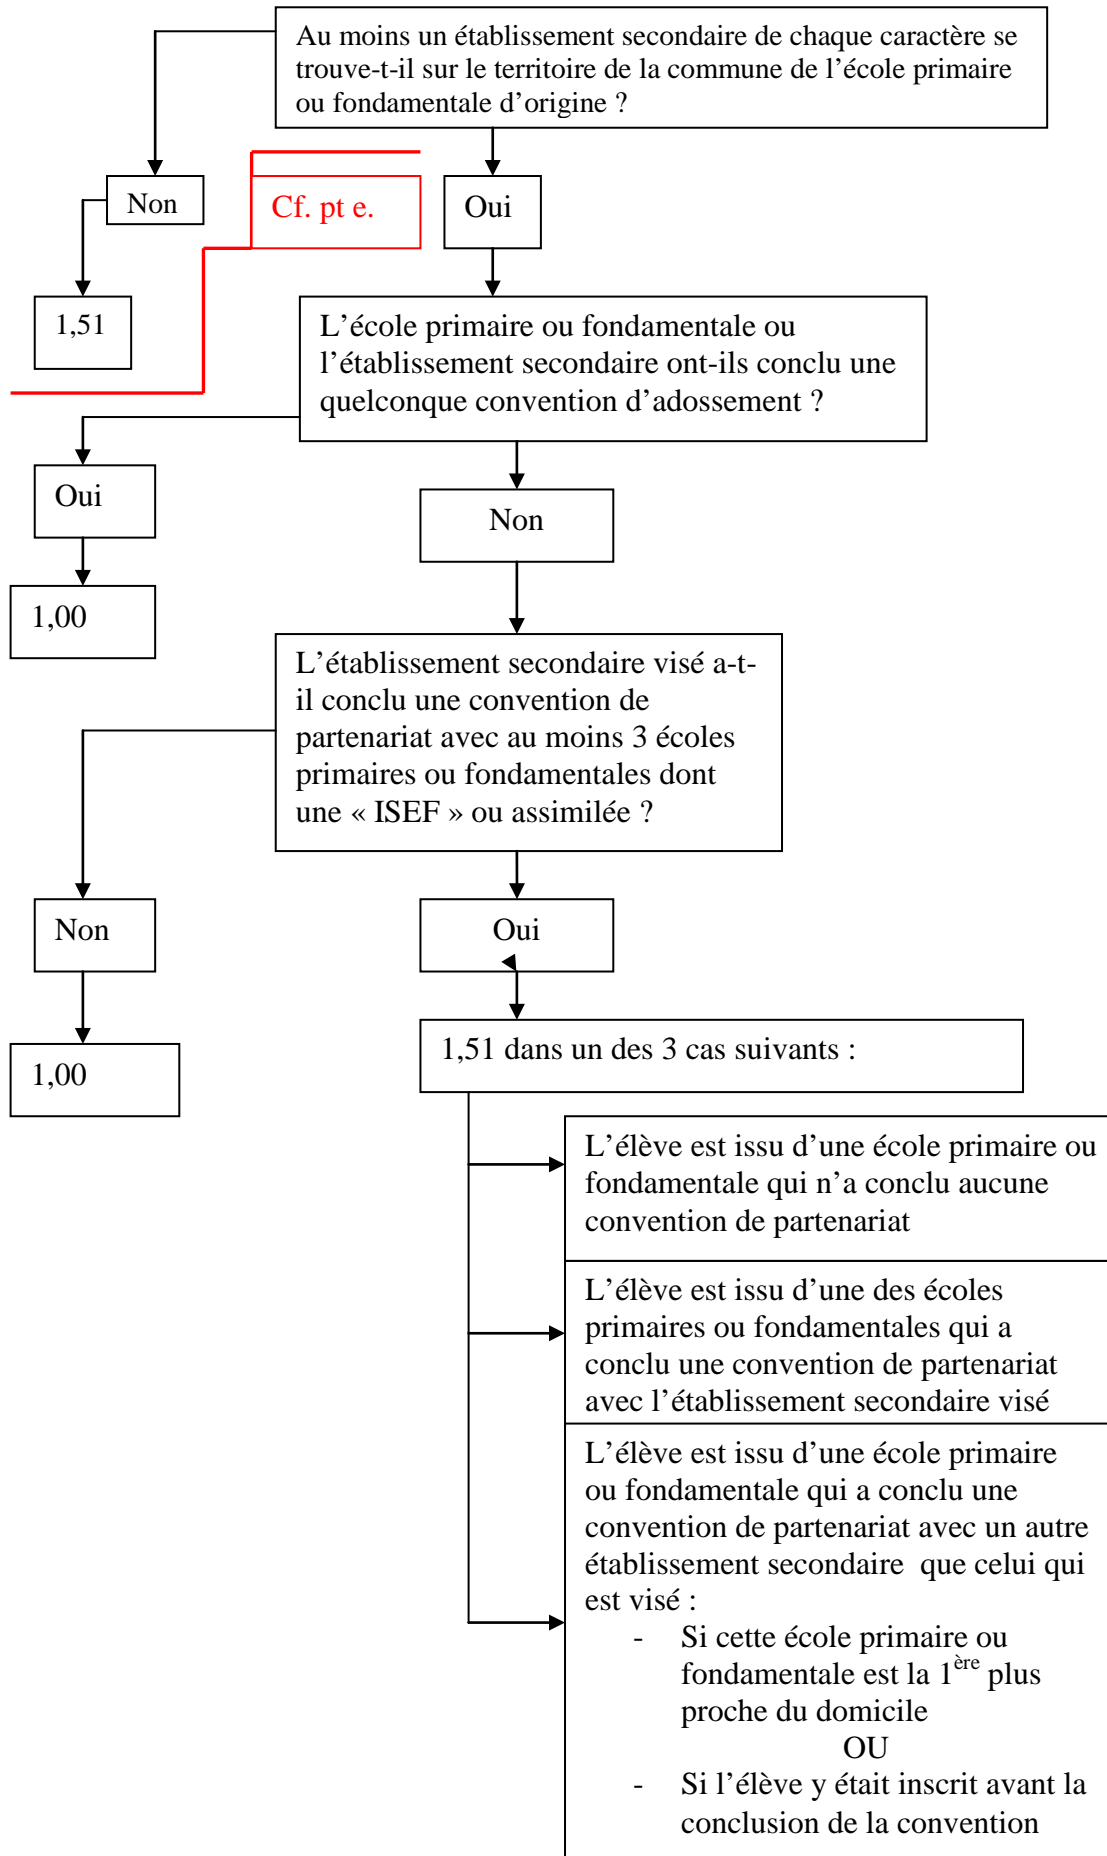 Au moins un établissement secondaire de chaque caractère se
trouve-t-il sur le territoire de la commune de l’école primaire
ou fondamentale d’origine ?
Non
Cf. pt e.
Oui
1,51
L’école primaire ou fondamentale ou
l’établissement secondaire ont-ils conclu une
quelconque convention d’adossement ?
Oui
Non
1,00
L’établissement secondaire visé a-t-
il conclu une convention de
partenariat avec au moins 3 écoles
primaires ou fondamentales dont
une « ISEF » ou assimilée ?
Non
Oui
1,00
1,51 dans un des 3 cas suivants :
L’élève est issu d’une école primaire ou
fondamentale qui n’a conclu aucune
convention de partenariat
L’élève est issu d’une des écoles
primaires ou fondamentales qui a
conclu une convention de partenariat
avec l’établissement secondaire visé
L’élève est issu d’une école primaire
ou fondamentale qui a conclu une
convention de partenariat avec un autre
établissement secondaire que celui qui
est visé :
- Si cette école primaire ou
fondamentale est la 1ère plus
proche du domicile
OU
- Si l’élève y était inscrit avant la
conclusion de la convention